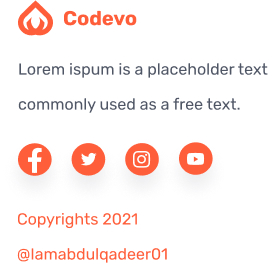 Codevo
Lorem ispum is a placeholder text
commonly used as a free text.
Copyrights 2021
@lamabdulqadeer01